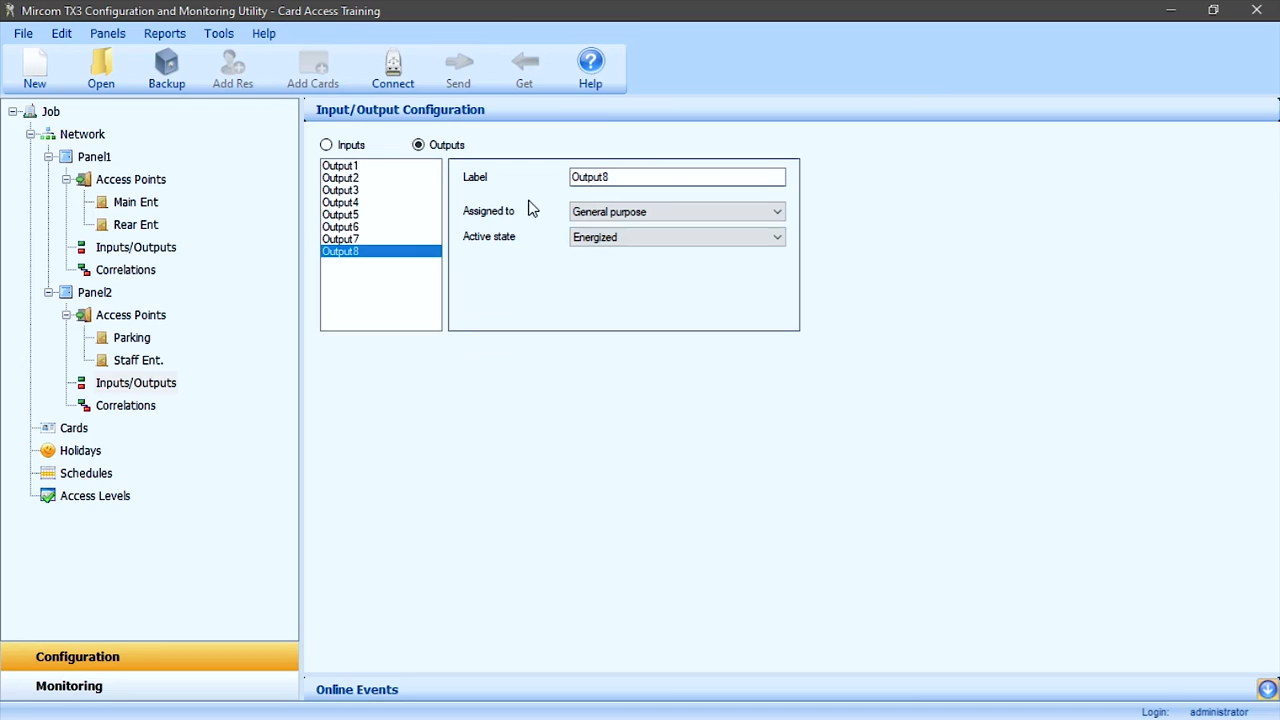 Mircom TX3 Configuration and Monitoring Utility - Card Access Training
File Edit Panels Reports Tools Help
New Open Backup Add Res Add Cards Connect Send Get Help
Job
Network
Panel1
Access Points
Main Ent
Rear Ent
Inputs/Outputs
Correlations
Panel2
Access Points
Parking
Staff Ent.
Inputs/Outputs
Correlations
Cards
Holidays
Schedules
Access Levels
Configuration
Monitoring
Input/Output Configuration
Inputs Outputs
Output1
Output2
Output3
Output4
Output5
Output6
Output7
Output8
Label Output8
Assigned to General purpose
Active state Energized
Online Events
Login: administrator